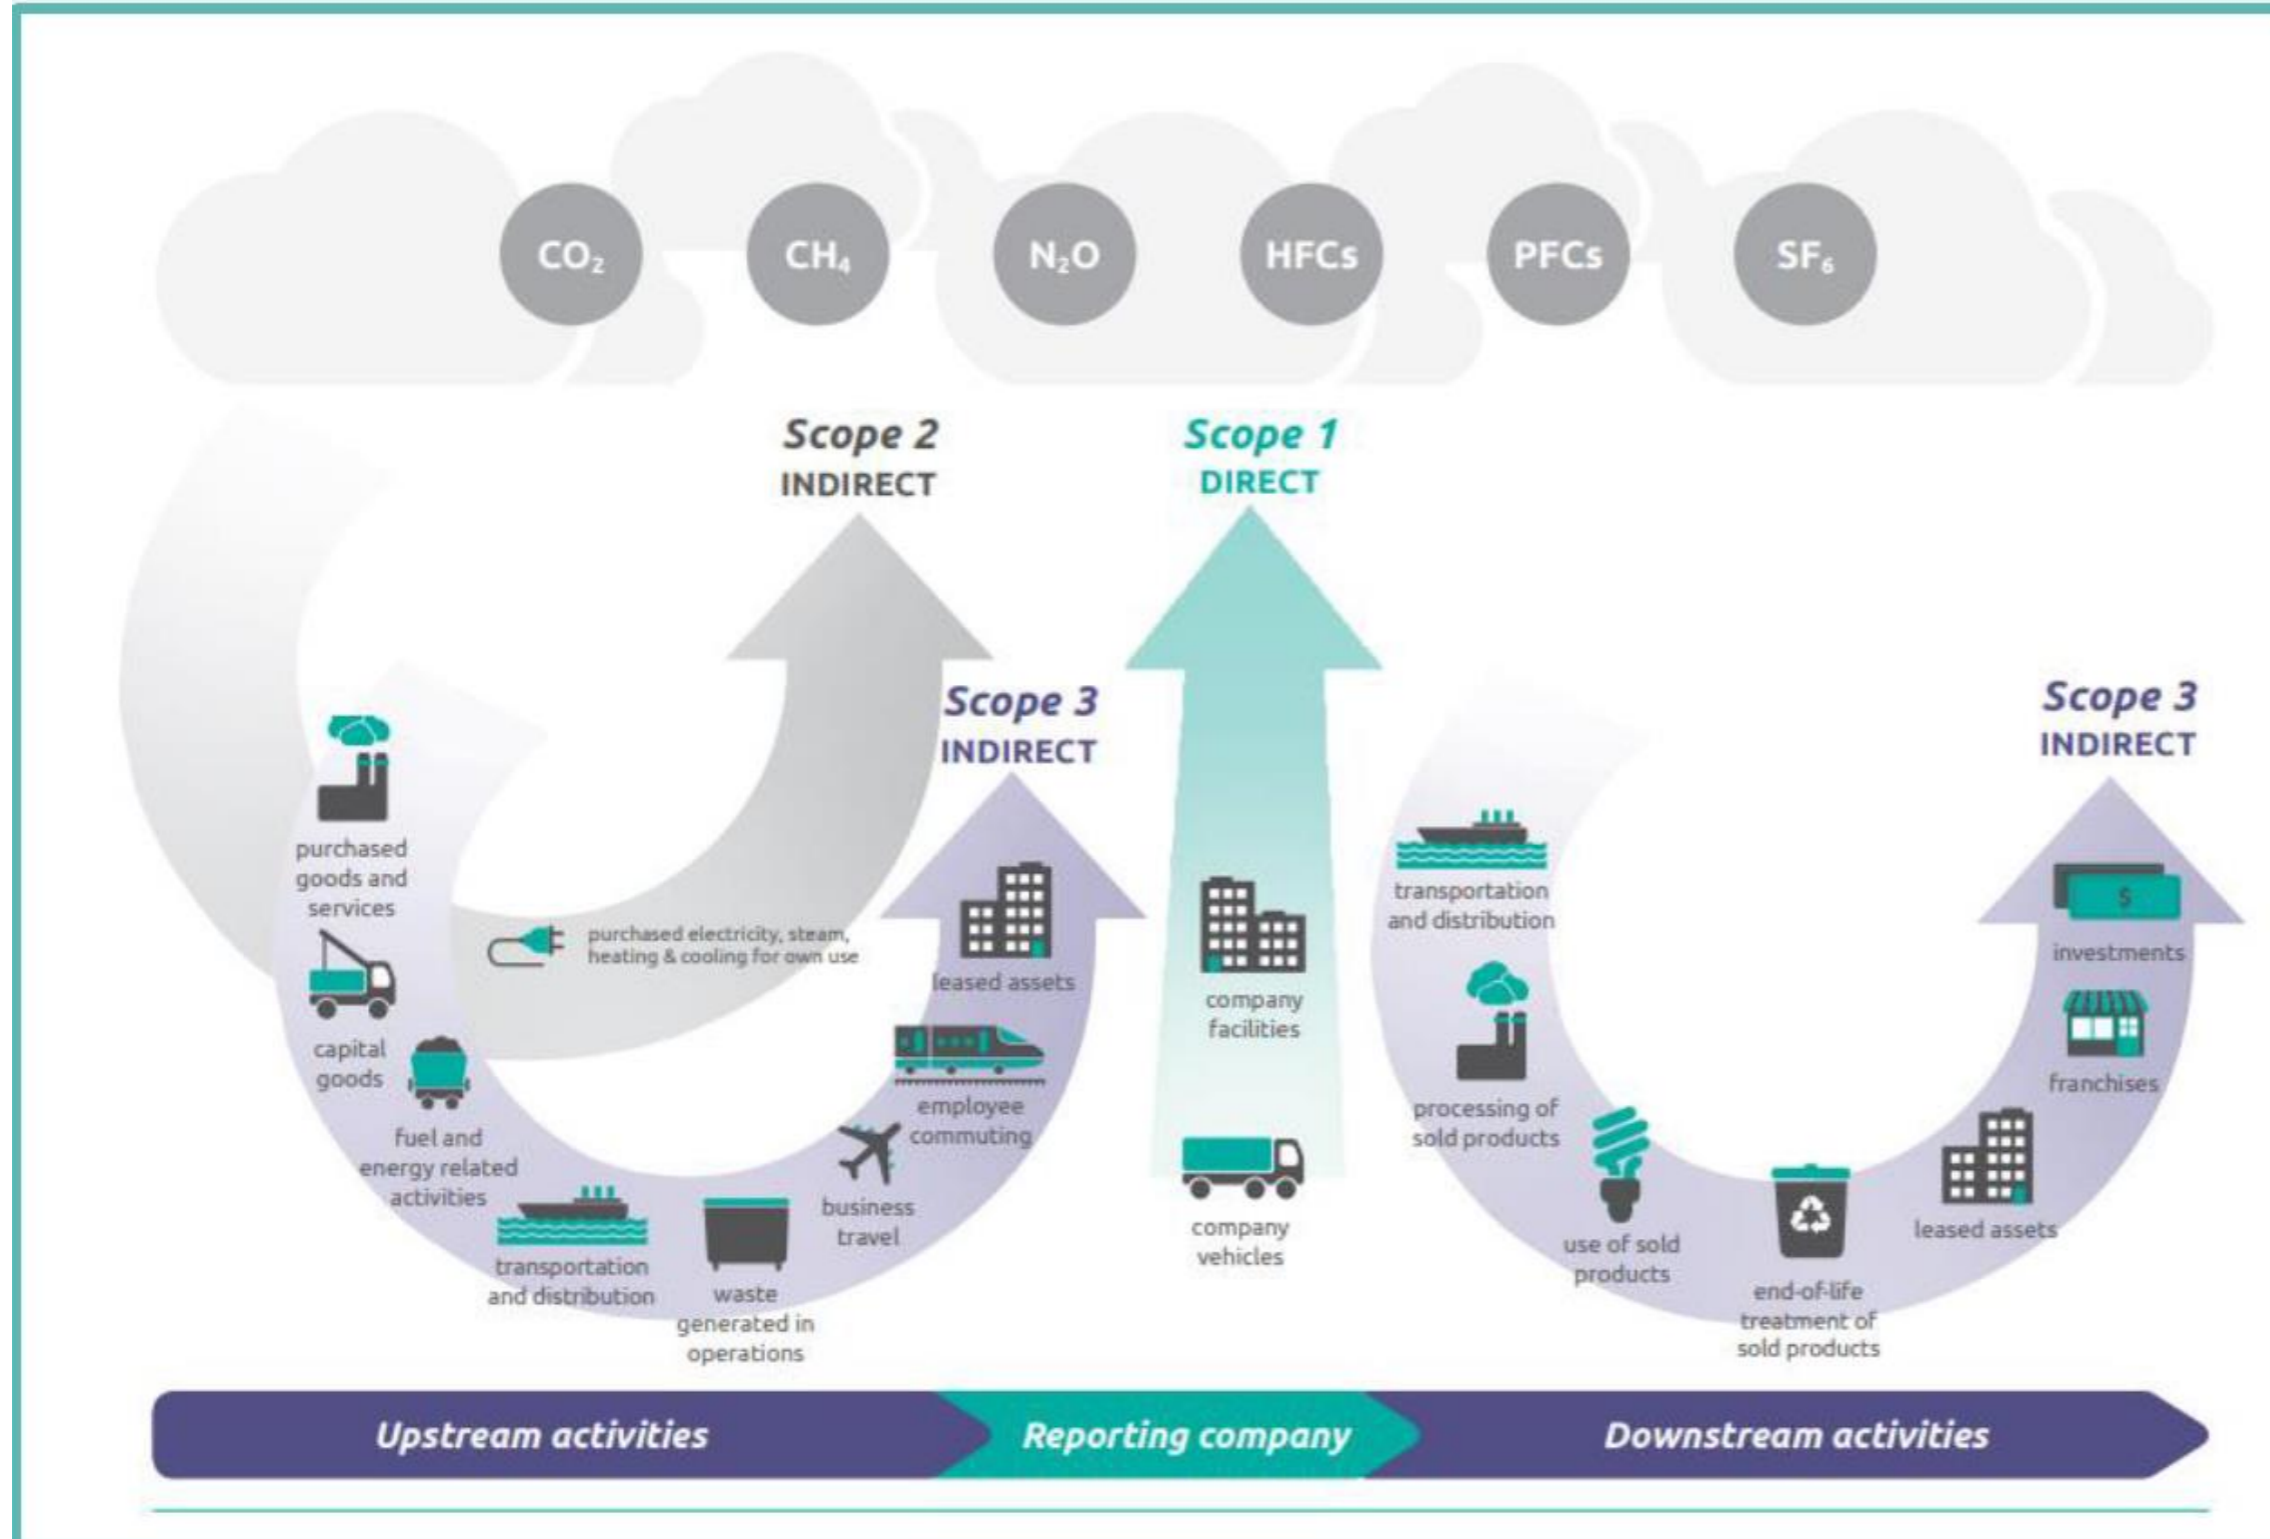 CO₂
CH₄
N₂O
HFCs
PFCs
SF₆
Scope 2
INDIRECT
Scope 1
DIRECT
Scope 3
INDIRECT
Scope 3
INDIRECT
purchased
goods and
services
capital
goods
fuel and
energy related
activities
purchased electricity, steam,
heating & cooling for own use
transportation
and distribution
waste
generated in
operations
business
travel
employee
commuting
leased assets
company
facilities
company
vehicles
transportation
and distribution
processing of
sold products
use of sold
products
end-of-life
treatment of
sold products
leased assets
franchises
$
investments
Upstream activities
Reporting company
Downstream activities